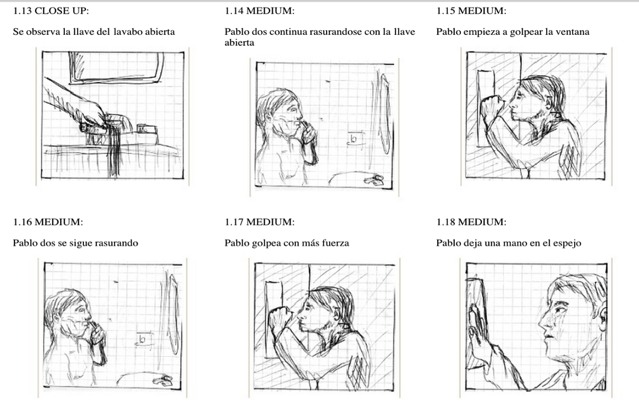 1.13 CLOSE UP:
Se observa la llave del lavabo abierta
1.14 MEDIUM:
Pablo dos continua rasurandose con la llave
abierta
1.15 MEDIUM:
Pablo empieza a golpear la ventana
1.16 MEDIUM:
Pablo dos se sigue rasurando
1.17 MEDIUM:
Pablo golpea con más fuerza
1.18 MEDIUM:
Pablo deja una mano en el espejo